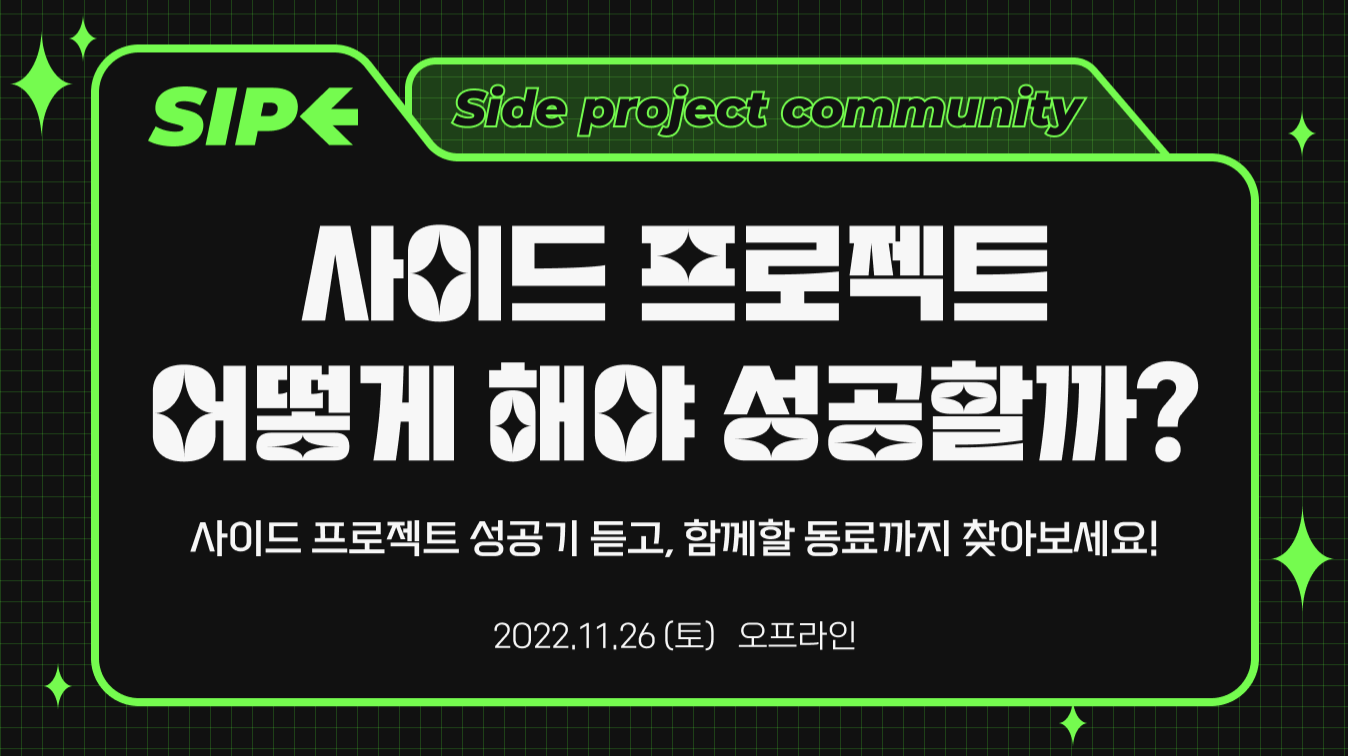 SIPE
Side project community
사이드 프로젝트
어떻게 해야 성공할까?
사이드 프로젝트 성공기 듣고, 함께할 동료까지 찾아보세요!
2022.11.26 (토) 오프라인